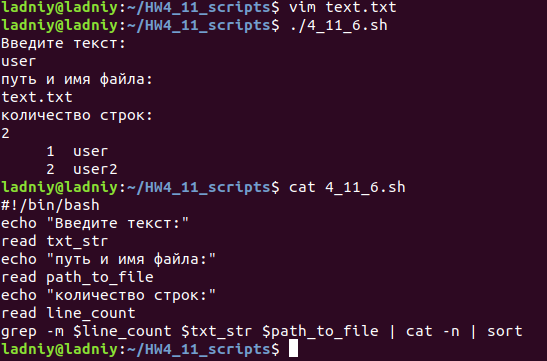 ladniy@ladniy:~/HW4_11_scripts$ vim text.txt
ladniy@ladniy:~/HW4_11_scripts$ ./4_11_6.sh
Введите текст:
user
путь и имя файла:
text.txt
количество строк:
2
     1  user
     2  user2
ladniy@ladniy:~/HW4_11_scripts$ cat 4_11_6.sh
#!/bin/bash
echo "Введите текст:"
read txt_str
echo "путь и имя файла:"
read path_to_file
echo "количество строк:"
read line_count
grep -m $line_count $txt_str $path_to_file | cat -n | sort
ladniy@ladniy:~/HW4_11_scripts$